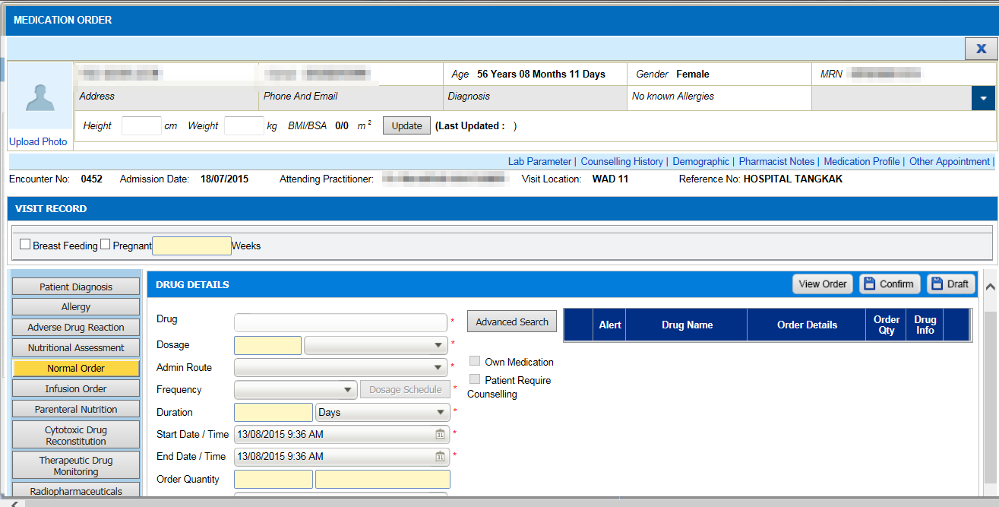 MEDICATION ORDER
X
Age 56 Years 08 Months 11 Days Gender Female MRN
Address Phone And Email Diagnosis No known Allergies
Height cm Weight kg BMI/BSA 0/0 m 2 Update (Last Updated : )
Upload Photo
Lab Parameter | Counselling History | Demographic | Pharmacist Notes | Medication Profile | Other Appointment |
Encounter No: 0452 Admission Date: 18/07/2015 Attending Practitioner: Visit Location: WAD 11 Reference No: HOSPITAL TANGKAK
VISIT RECORD
Breast Feeding Pregnant Weeks
Patient Diagnosis
Allergy
Adverse Drug Reaction
Nutritional Assessment
Normal Order
Infusion Order
Parenteral Nutrition
Cytotoxic Drug
Reconstitution
Therapeutic Drug
Monitoring
Radiopharmaceuticals
DRUG DETAILS View Order Confirm Draft
Drug * Advanced Search
Dosage *
Admin Route *
Frequency Dosage Schedule *
Duration Days *
Start Date / Time 13/08/2015 9:36 AM 31 *
End Date / Time 13/08/2015 9:36 AM 31 *
Order Quantity
Own Medication
Patient Require
Counselling
Alert Drug Name Order Details Order Drug
Qty Info